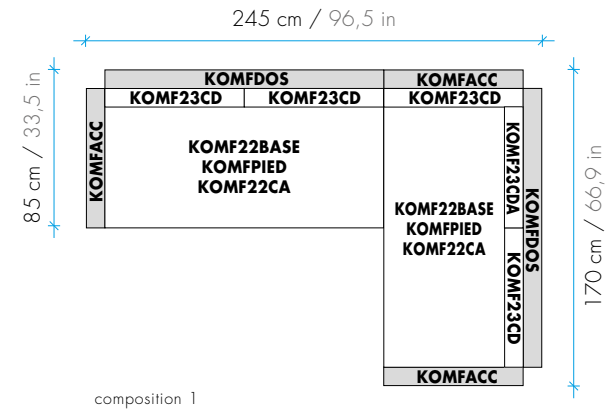 245 cm / 96,5 in
85 cm / 33,5 in
KOMFDOS
KOMFACC
KOMF23CD
KOMF23CD
KOMF23CD
KOMFACC
KOMF22BASE
KOMFPIED
KOMF22CA
KOMF22BASE
KOMFPIED
KOMF22CA
KOMF23CDA
KOMF23CD
KOMFDOS
170 cm / 66,9 in
KOMFACC
composition 1